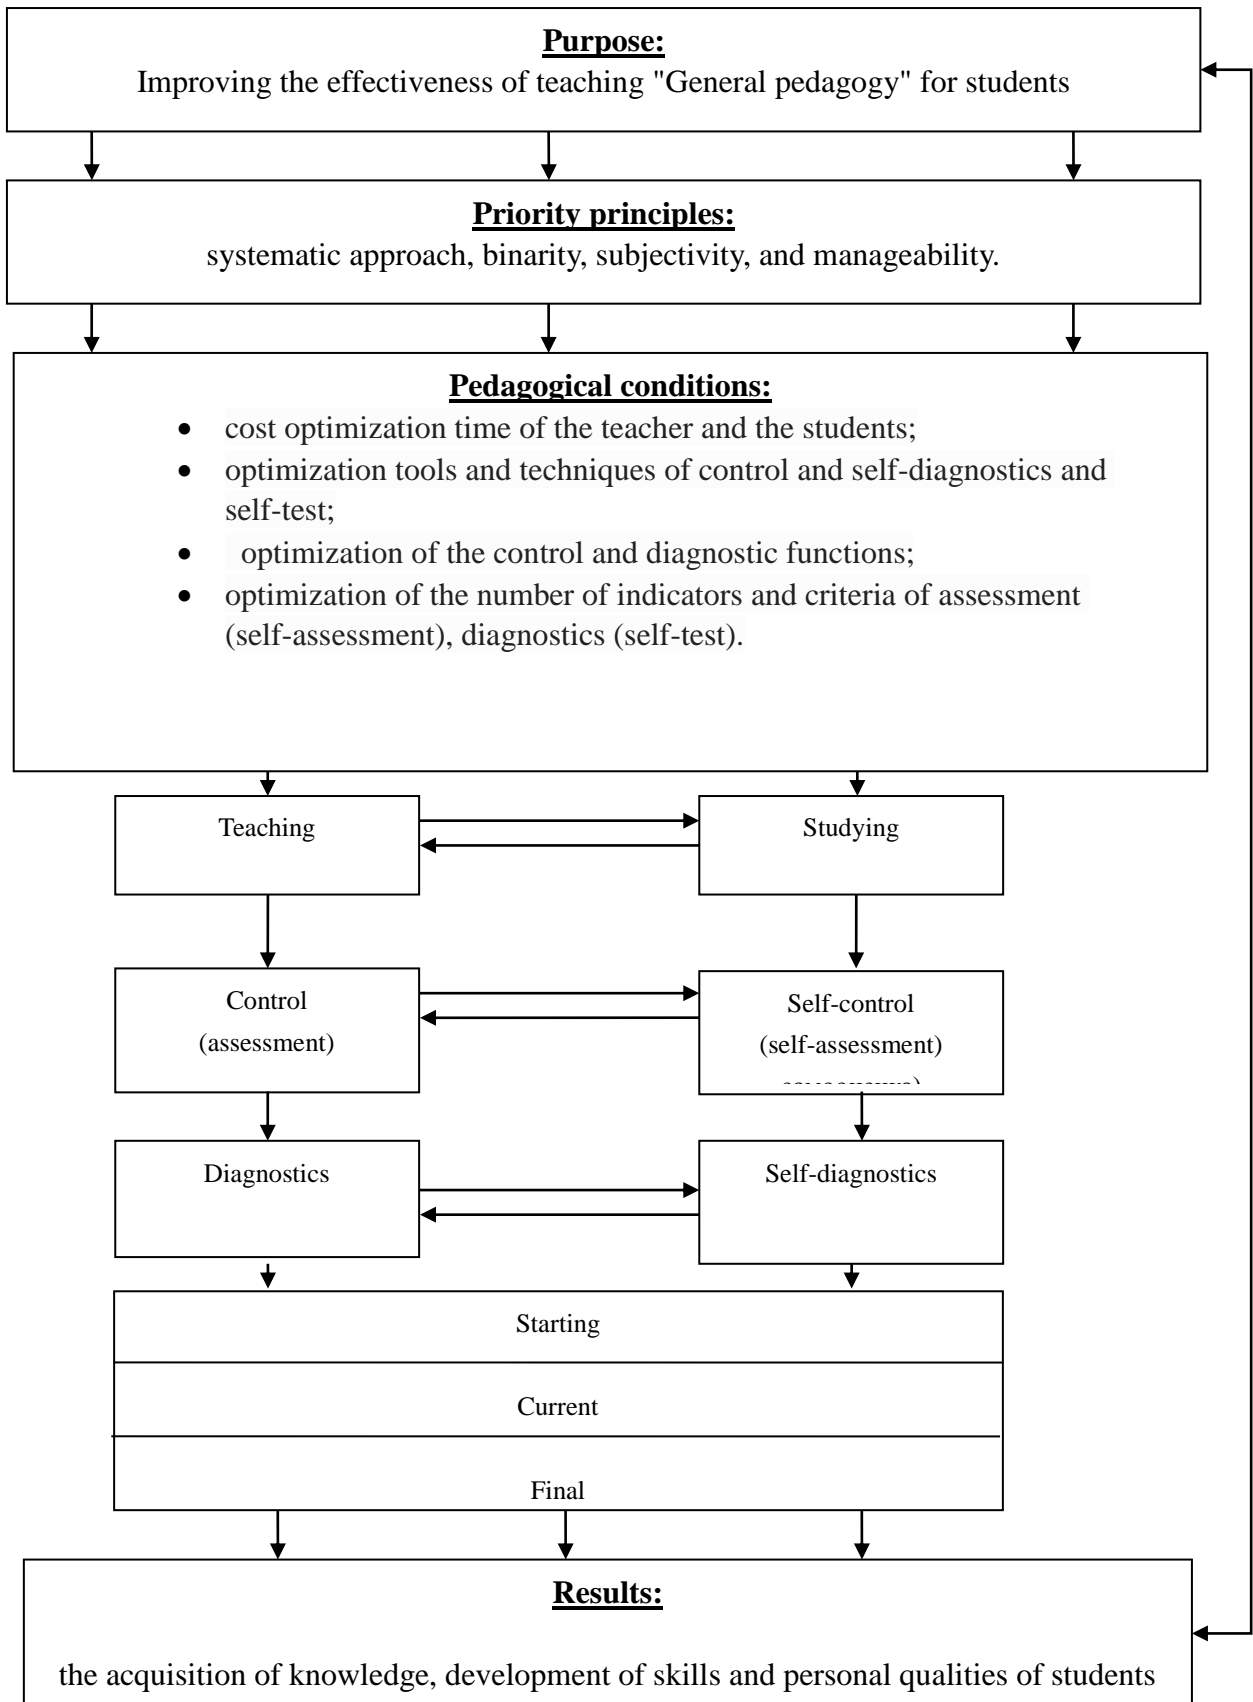 Purpose:
Improving the effectiveness of teaching "General pedagogy" for students
Priority principles:
systematic approach, binarity, subjectivity, and manageability.
Pedagogical conditions:
• cost optimization time of the teacher and the students;
• optimization tools and techniques of control and self-diagnostics and
self-test;
• optimization of the control and diagnostic functions;
• optimization of the number of indicators and criteria of assessment
(self-assessment), diagnostics (self-test).
Teaching
Studying
Control
(assessment)
Self-control
(self-assessment)
Diagnostics
Self-diagnostics
Starting
Current
Final
Results:
the acquisition of knowledge, development of skills and personal qualities of students